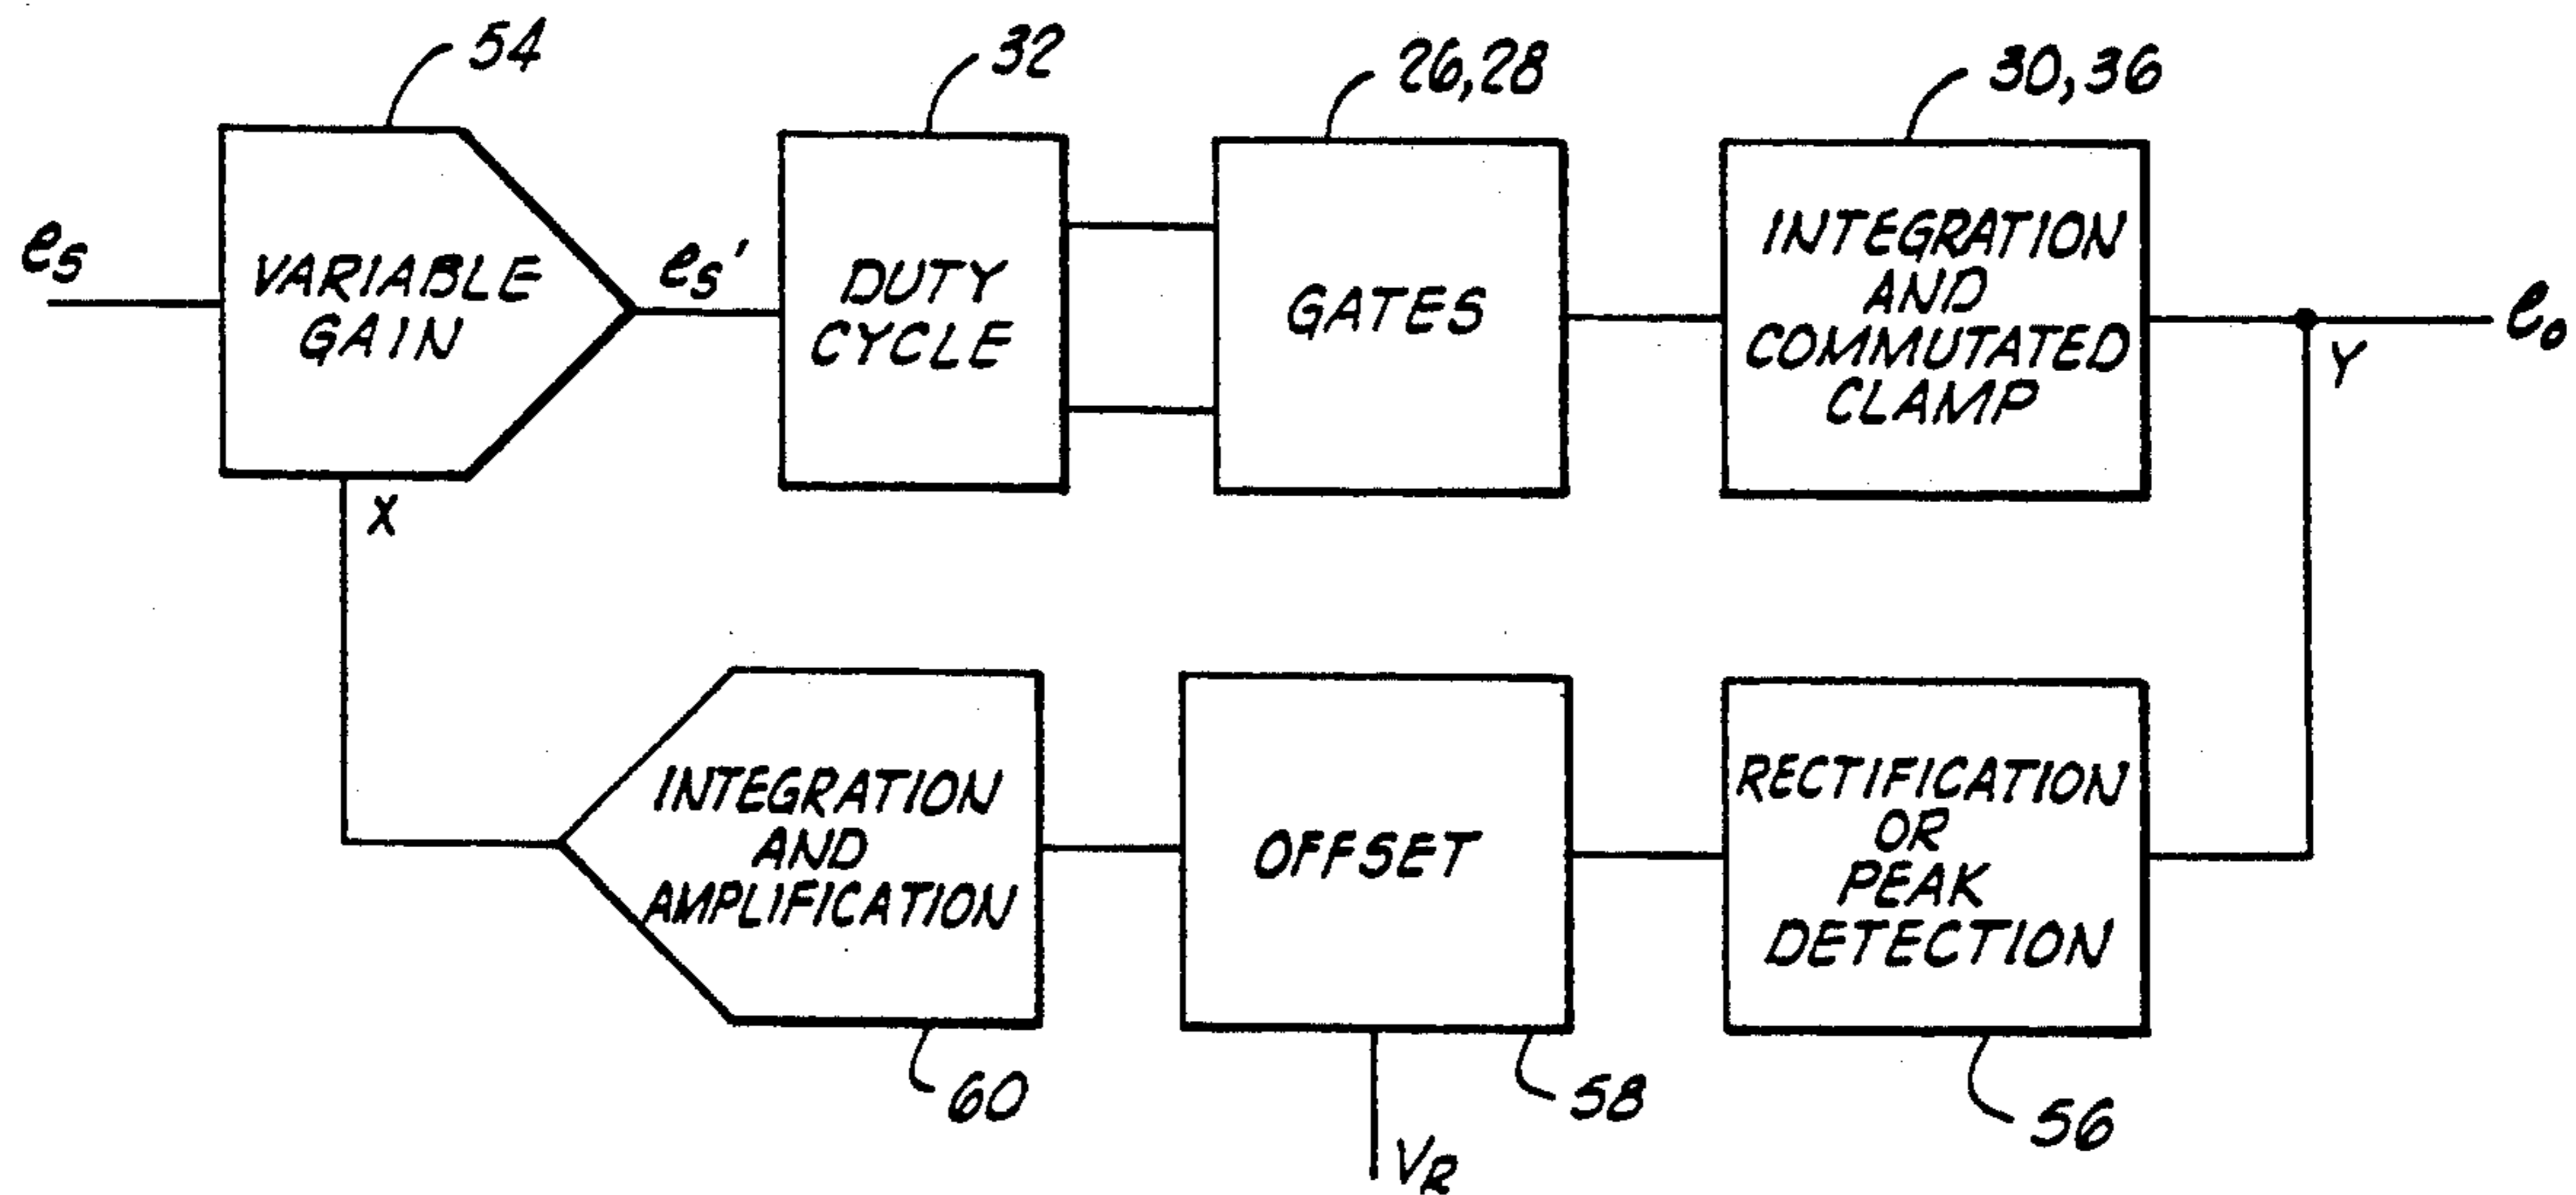 54
32
26,28
30,36
es
VARIABLE
GAIN
es'
DUTY
CYCLE
GATES
INTEGRATION
AND
COMMUTATED
CLAMP
eo
Y
X
INTEGRATION
AND
AMPLIFICATION
OFFSET
RECTIFICATION
OR
PEAK
DETECTION
60
58
56
VR